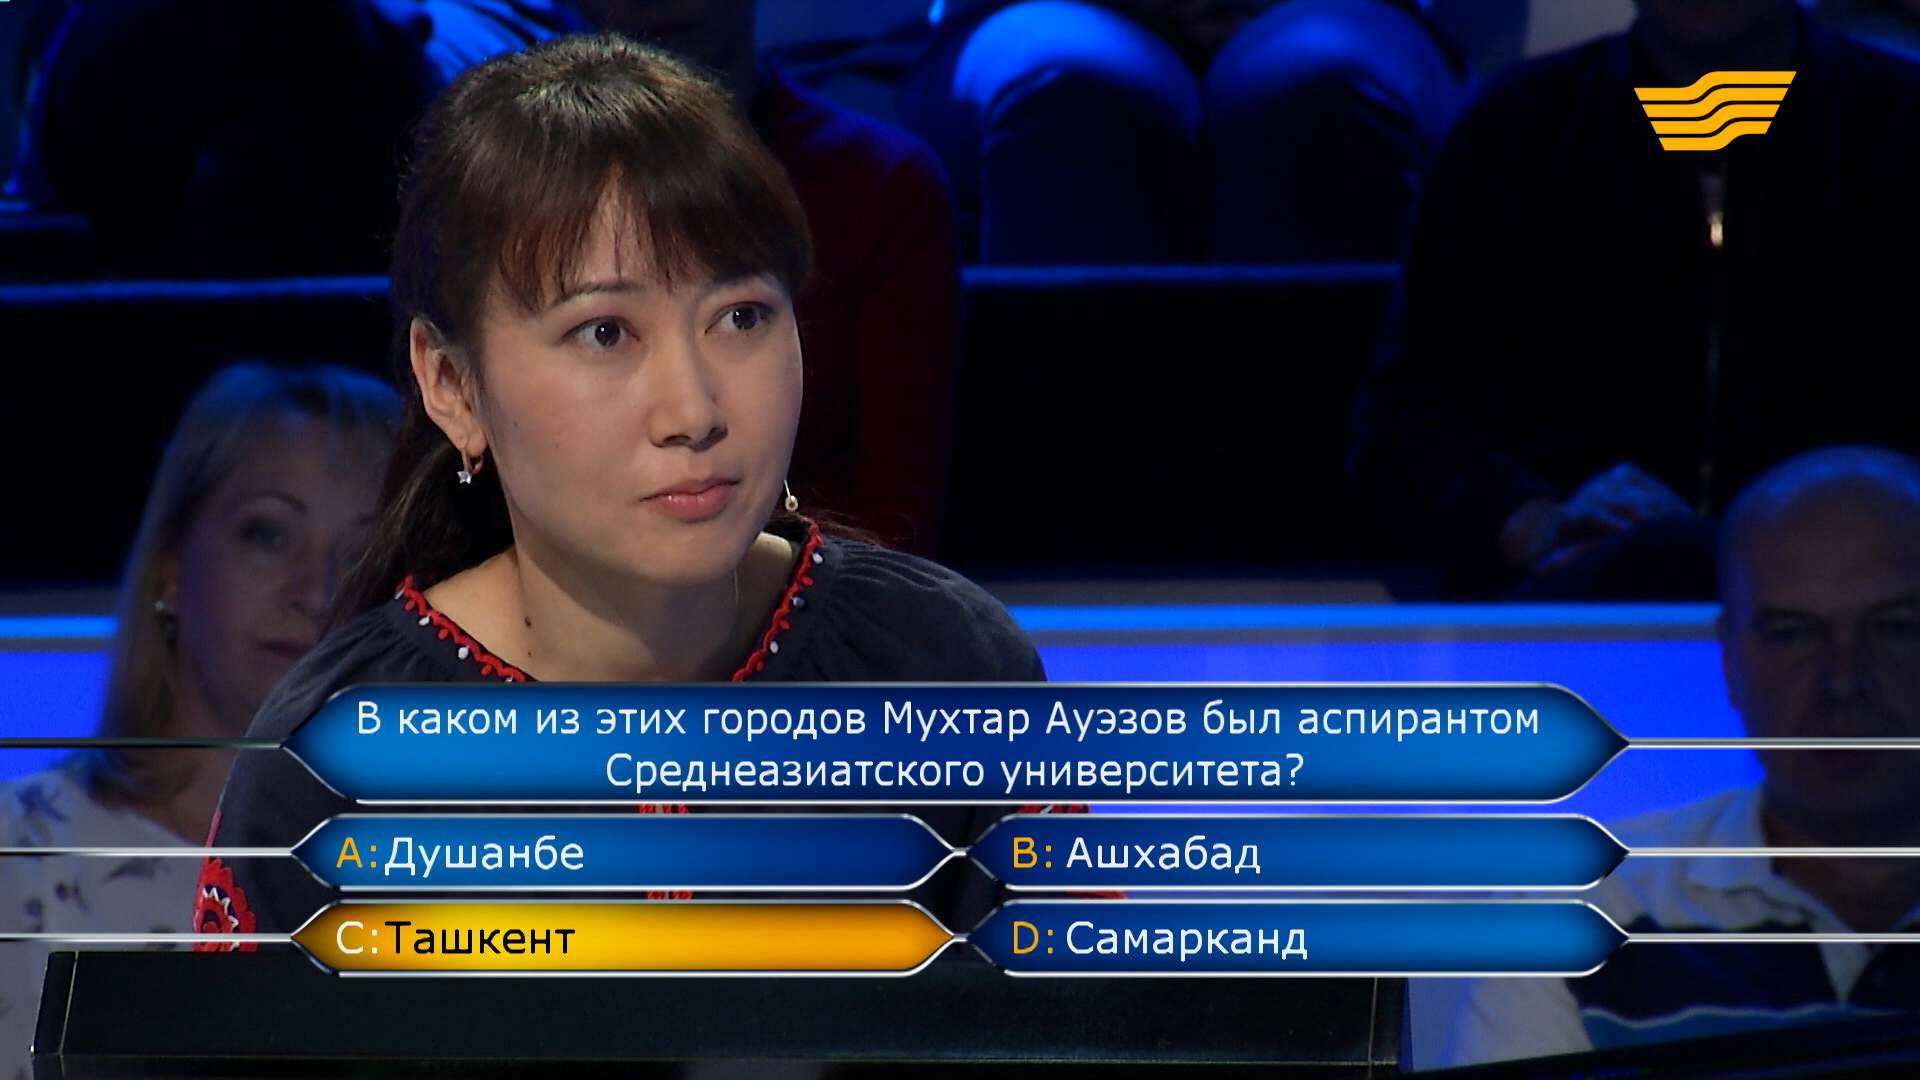 В каком из этих городов Мухтар Ауэзов был аспирантом
Среднеазиатского университета?
A: Душанбе
B: Ашхабад
C: Ташкент
D: Самарканд